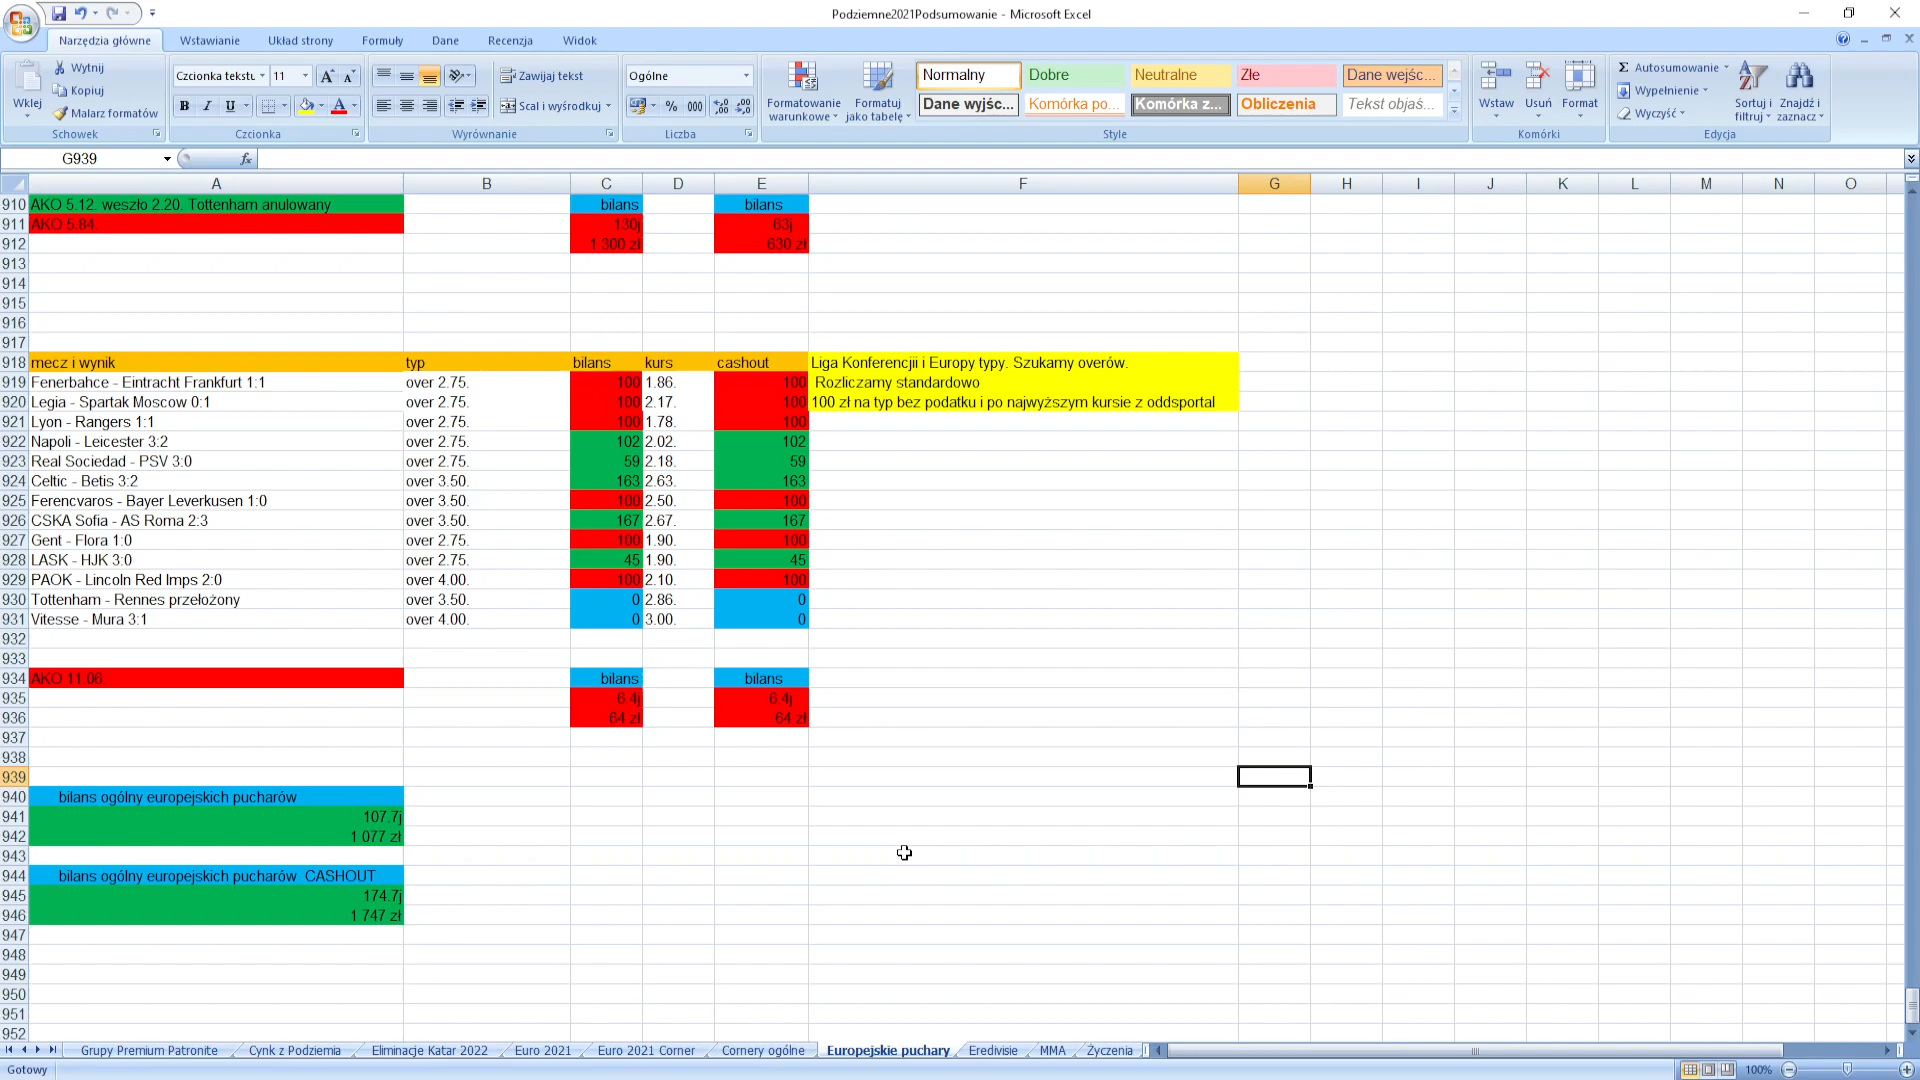 Podziemne2021Podsumowanie - Microsoft Excel
Narzędzia główne Wstawianie Układ strony Formuły Dane Recenzja Widok
Wklej Wytnij Kopiuj Malarz formatów Schowek
Czcionka tekstu 11 B I U A Czcionka
Zawijaj tekst Scal i wyśrodkuj Wyrównanie
Ogólne % 000 Liczba
Formatowanie warunkowe Formatuj jako tabelę
Normalny Dobre Neutralne Złe Dane wejśc...
Dane wyjśc... Komórka po... Komórka z... Obliczenia Tekst objaś...
Style
Wstaw Usuń Format Komórki
Σ Autosumowanie Wypełnienie Wyczyść Sortuj i filtruj Znajdź i zaznacz Edycja
G939 fx
A B C D E F G H I J K L M N O
910 AKO 5.12. weszło 2.20. Tottenham anulowany bilans bilans
911 AKO 5.84. 130j 63j
912 1 300 zł 630 zł
913
914
915
916
917
918 mecz i wynik typ bilans kurs cashout Liga Konferencjii i Europy typy. Szukamy overów.
919 Fenerbahce - Eintracht Frankfurt 1:1 over 2.75. 100 1.86. 100 Rozliczamy standardowo
920 Legia - Spartak Moscow 0:1 over 2.75. 100 2.17. 100 100 zł na typ bez podatku i po najwyższym kursie z oddsportal
921 Lyon - Rangers 1:1 over 2.75. 100 1.78. 100
922 Napoli - Leicester 3:2 over 2.75. 102 2.02. 102
923 Real Sociedad - PSV 3:0 over 2.75. 59 2.18. 59
924 Celtic - Betis 3:2 over 3.50. 163 2.63. 163
925 Ferencvaros - Bayer Leverkusen 1:0 over 3.50. 100 2.50. 100
926 CSKA Sofia - AS Roma 2:3 over 3.50. 167 2.67. 167
927 Gent - Flora 1:0 over 2.75. 100 1.90. 100
928 LASK - HJK 3:0 over 2.75. 45 1.90. 45
929 PAOK - Lincoln Red Imps 2:0 over 4.00. 100 2.10. 100
930 Tottenham - Rennes przełożony over 3.50. 0 2.86. 0
931 Vitesse - Mura 3:1 over 4.00. 0 3.00. 0
932
933
934 AKO 11.06. bilans bilans
935 6.4j 6.4j
936 64 zł 64 zł
937
938
939
940 bilans ogólny europejskich pucharów
941 107.7j
942 1 077 zł
943
944 bilans ogólny europejskich pucharów CASHOUT
945 174.7j
946 1 747 zł
947
948
949
950
951
952
Grupy Premium Patronite Cynk z Podziemia Eliminacje Katar 2022 Euro 2021 Euro 2021 Corner Cornery ogólne Europejskie puchary Eredivisie MMA Życzenia
Gotowy 100%